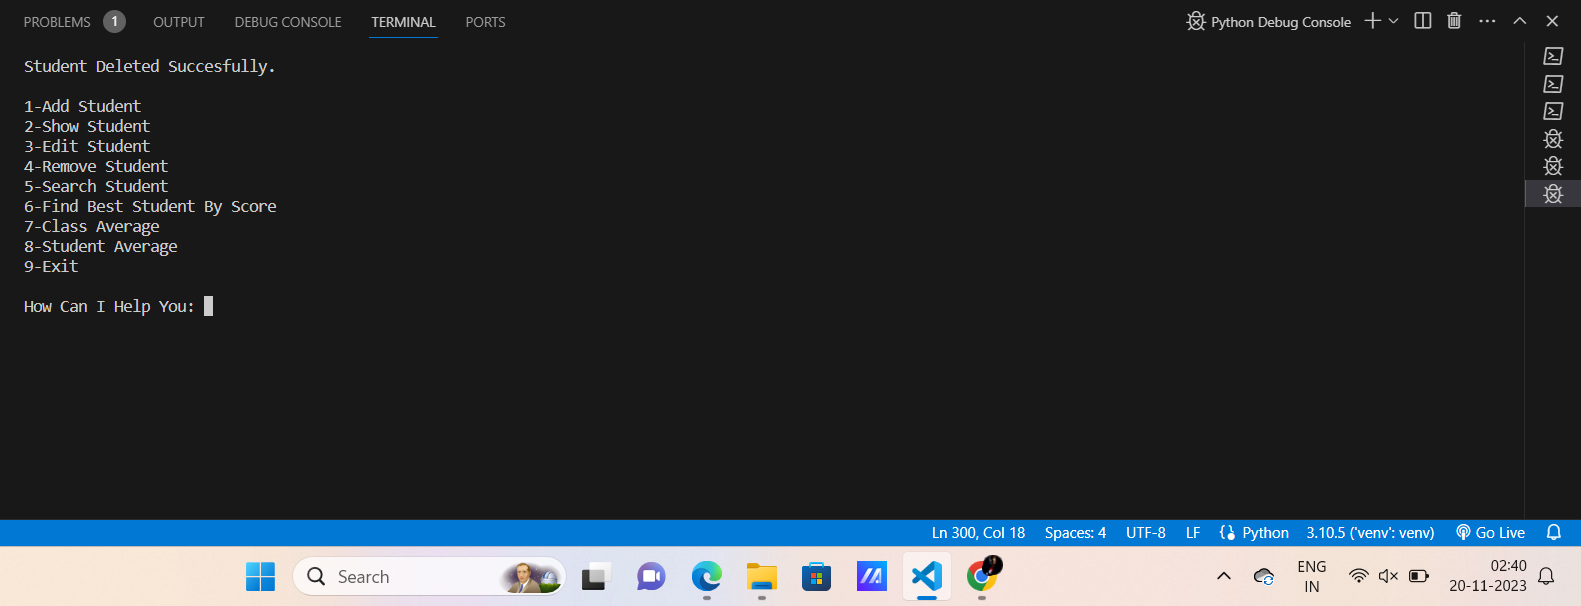 PROBLEMS 1 OUTPUT DEBUG CONSOLE TERMINAL PORTS Python Debug Console
Student Deleted Succesfully.
1-Add Student
2-Show Student
3-Edit Student
4-Remove Student
5-Search Student
6-Find Best Student By Score
7-Class Average
8-Student Average
9-Exit
How Can I Help You:
Ln 300, Col 18 Spaces: 4 UTF-8 LF Python 3.10.5 ('venv': venv) Go Live
Search
ENG
IN
02:40
20-11-2023